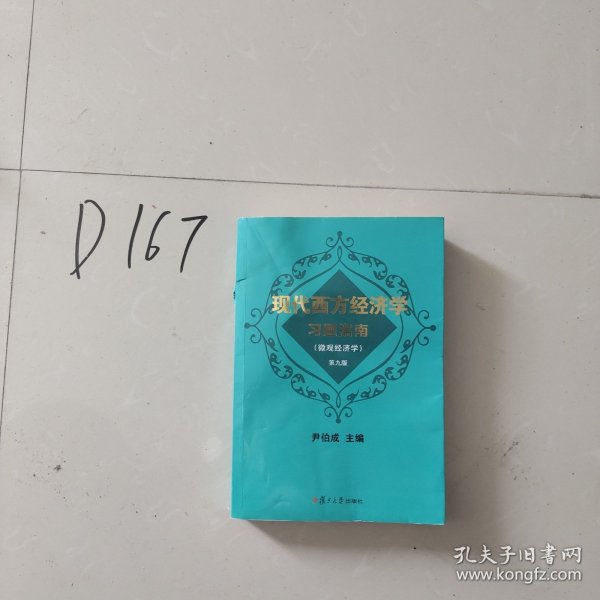 D167
现代西方经济学
习题指南
(微观经济学)
第九版
尹伯成 主编
复旦大学出版社
孔夫子旧书网
www.kongfz.com